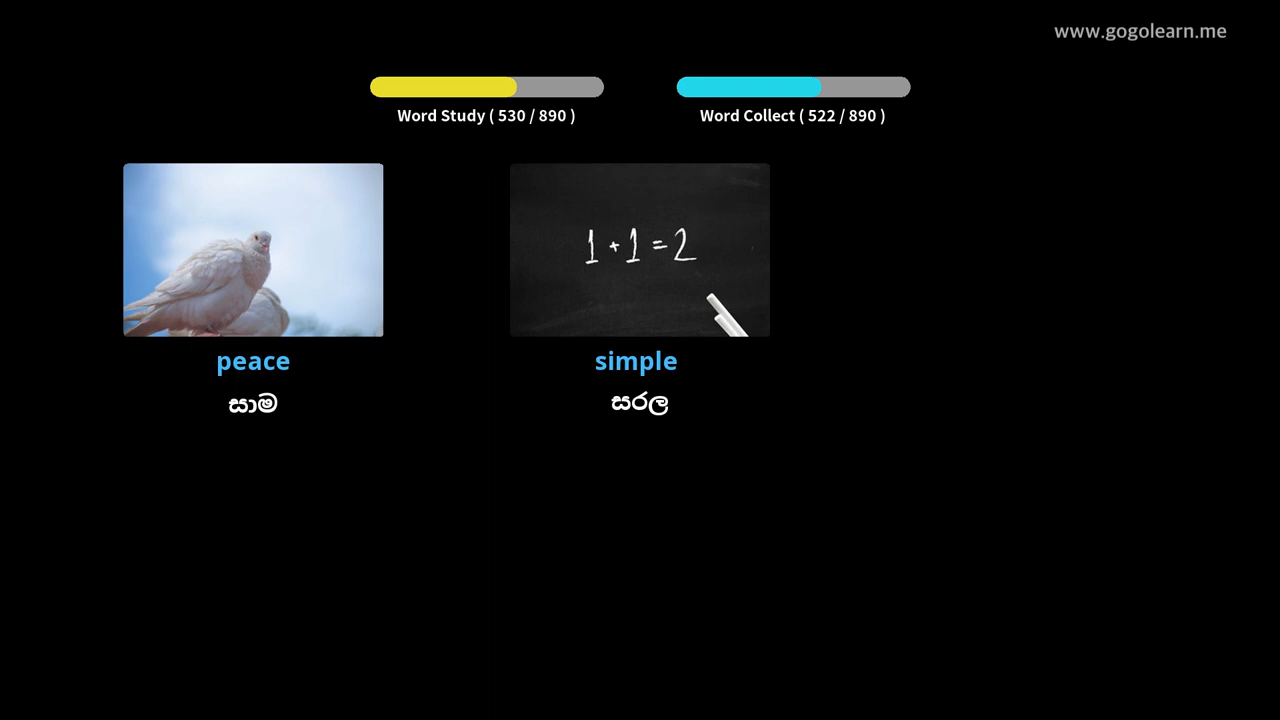 www.gogolearn.me
Word Study ( 530 / 890 )
Word Collect ( 522 / 890 )
1 + 1 = 2
peace
simple
සාම
සරල